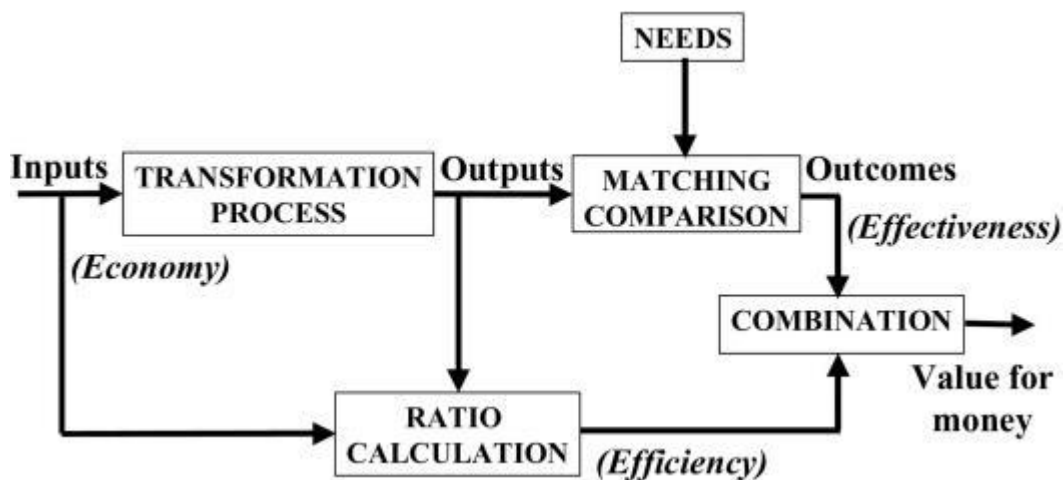 NEEDS
Inputs
TRANSFORMATION
PROCESS
Outputs
MATCHING
COMPARISON
Outcomes
(Economy)
(Effectiveness)
COMBINATION
Value for
money
RATIO
CALCULATION
(Efficiency)